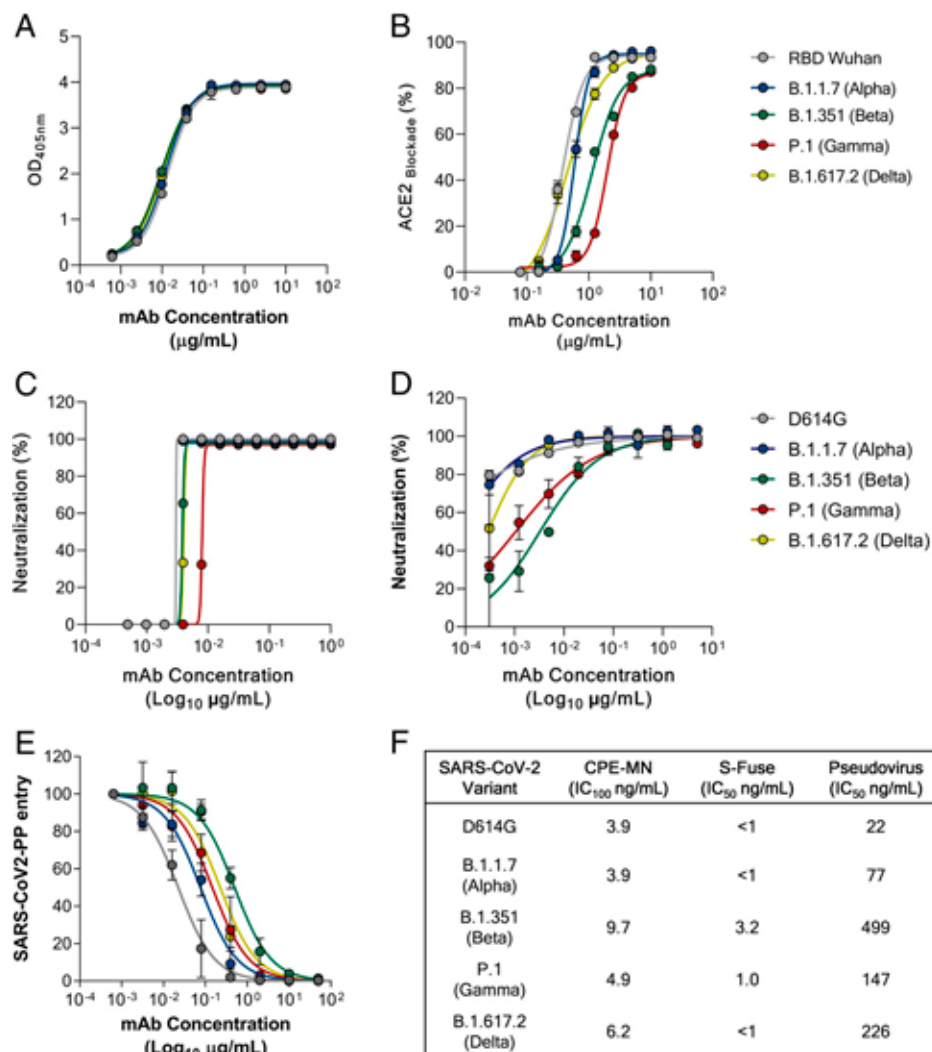 A
OD405nm
4
3
2
1
0
5
10⁻⁴ 10⁻³ 10⁻² 10⁻¹ 10⁰ 10¹ 10²
mAb Concentration
(μg/mL)
B
ACE2 Blockade (%)
100
80
60
40
20
0
10⁻² 10⁻¹ 10⁰ 10¹ 10²
mAb Concentration
(μg/mL)
RBD Wuhan
B.1.1.7 (Alpha)
B.1.351 (Beta)
P.1 (Gamma)
B.1.617.2 (Delta)
C
Neutralization (%)
120
100
80
60
40
20
0
10⁻⁴ 10⁻³ 10⁻² 10⁻¹ 10⁰
mAb Concentration
(Log₁₀ μg/mL)
D
Neutralization (%)
120
100
80
60
40
20
0
10⁻⁴ 10⁻³ 10⁻² 10⁻¹ 10⁰ 10¹
mAb Concentration
(Log₁₀ μg/mL)
D614G
B.1.1.7 (Alpha)
B.1.351 (Beta)
P.1 (Gamma)
B.1.617.2 (Delta)
E
SARS-CoV2-PP entry
120
100
80
60
40
20
0
10⁻⁴ 10⁻³ 10⁻² 10⁻¹ 10⁰ 10¹ 10²
mAb Concentration
(Log₁₀ μg/mL)
F
SARS-CoV-2 Variant CPE-MN (IC₁₀₀ ng/mL) S-Fuse (IC₅₀ ng/mL) Pseudovirus (IC₅₀ ng/mL)
D614G 3.9 <1 22
B.1.1.7 (Alpha) 3.9 <1 77
B.1.351 (Beta) 9.7 3.2 499
P.1 (Gamma) 4.9 1.0 147
B.1.617.2 (Delta) 6.2 <1 226